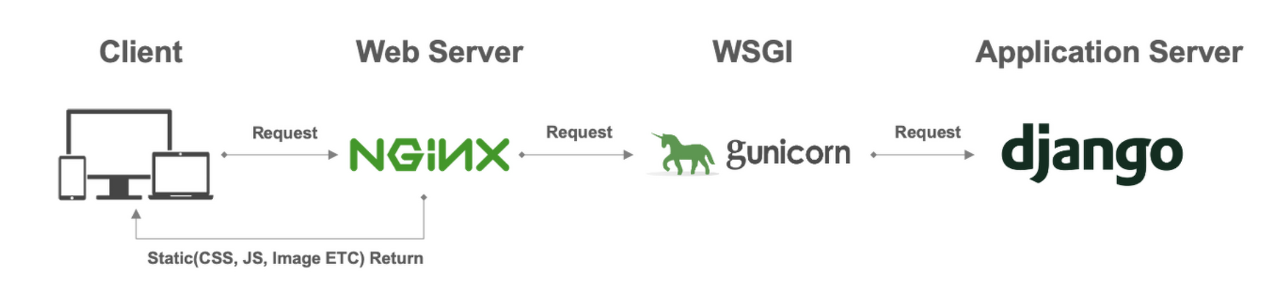 Client
Web Server
WSGI
Application Server
Request
Request
Request
NGiNX
gunicorn
django
Static(CSS, JS, Image ETC) Return